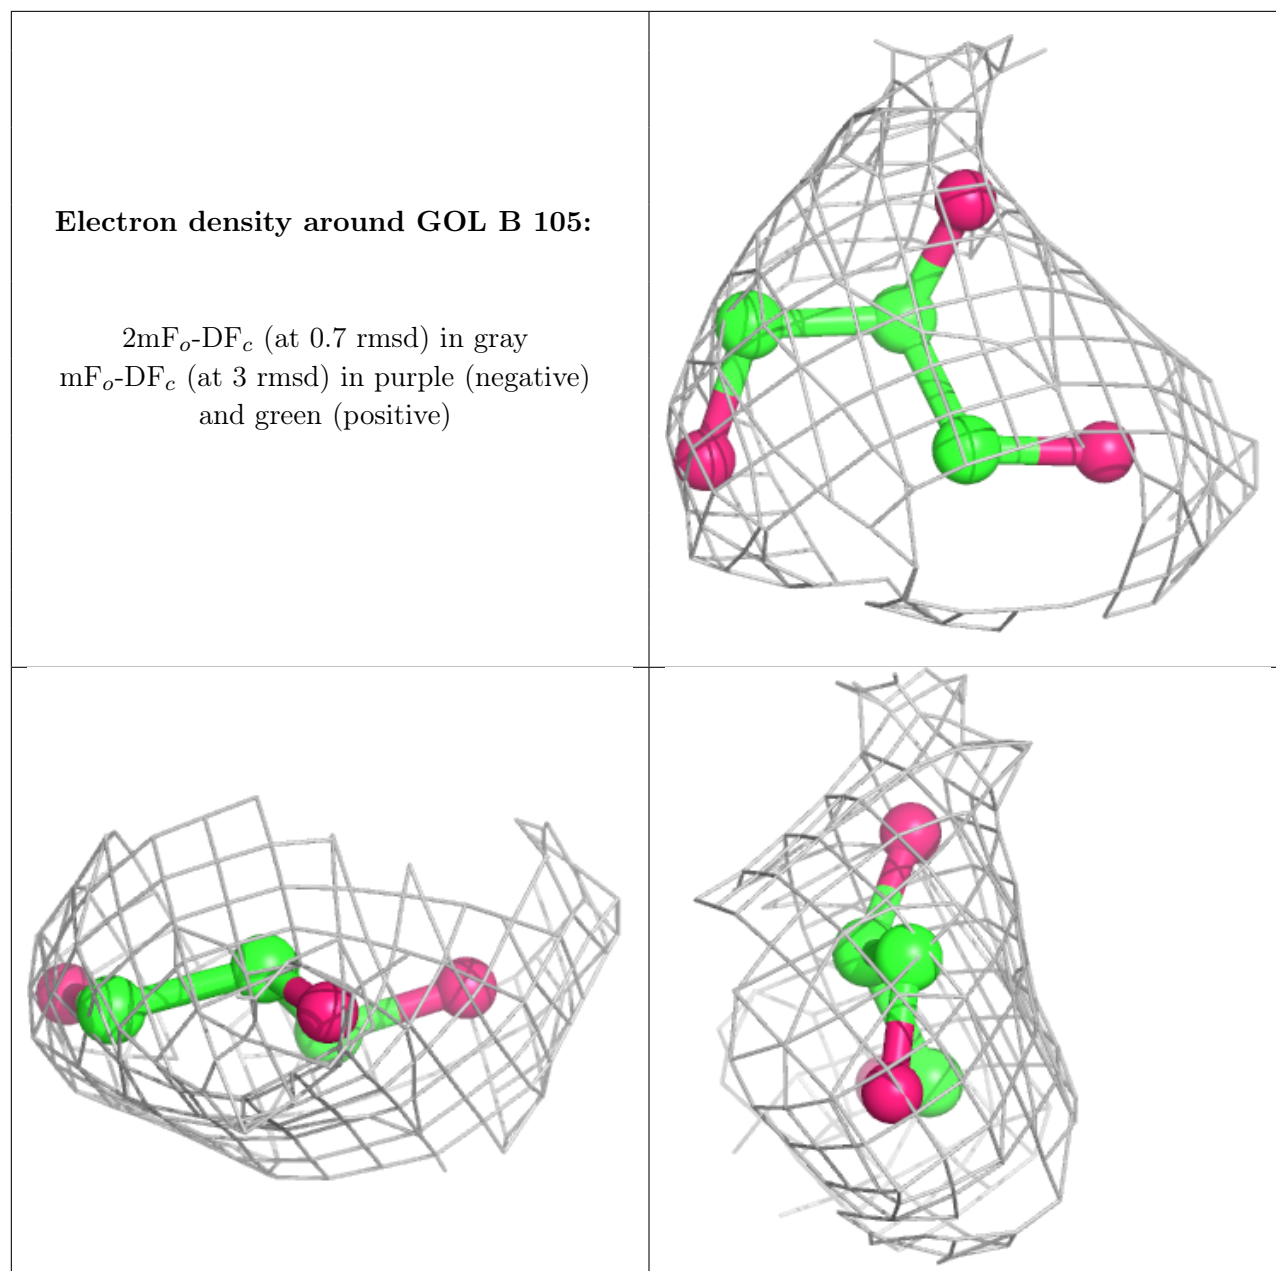 Electron density around GOL B 105:
2mFo-DFc (at 0.7 rmsd) in gray
mFo-DFc (at 3 rmsd) in purple (negative)
and green (positive)